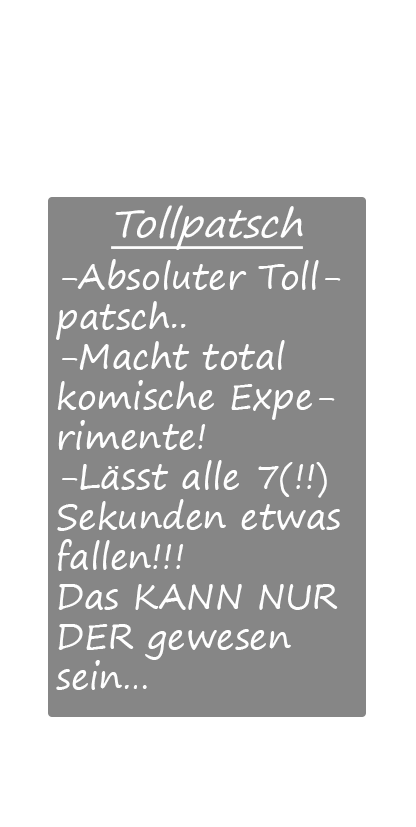 Tollpatsch
-Absoluter Toll-
patsch..
-Macht total
komische Expe-
rimente!
-Lässt alle 7(!!)
Sekunden etwas
fallen!!!
Das KANN NUR
DER gewesen
sein...